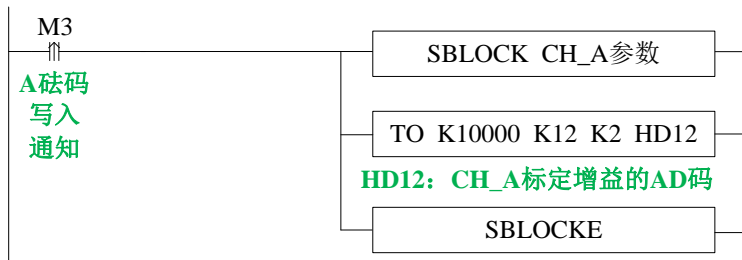 M3
A砝码
写入
通知
SBLOCK CH_A参数
TO K10000 K12 K2 HD12
HD12：CH_A标定增益的AD码
SBLOCKE